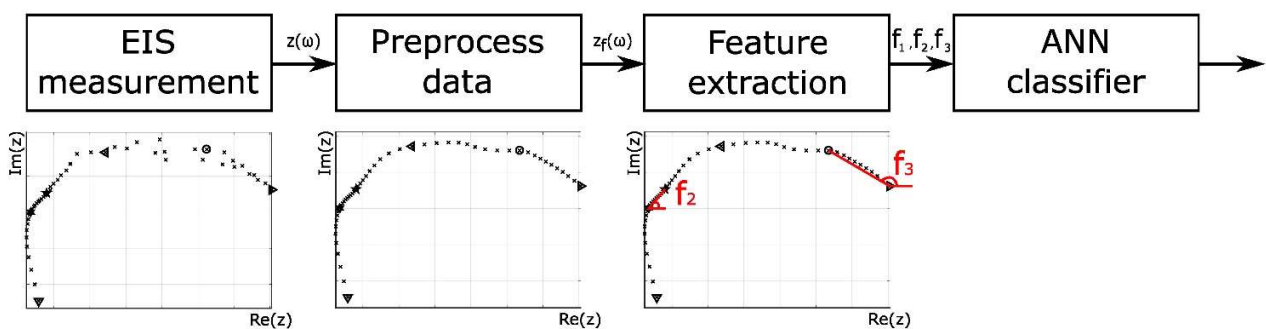 EIS
measurement
z(ω)
Preprocess
data
z_f(ω)
Feature
extraction
f₁,f₂,f₃
ANN
classifier
Im(z)
Re(z)
Im(z)
Re(z)
Im(z)
f₂
f₃
Re(z)